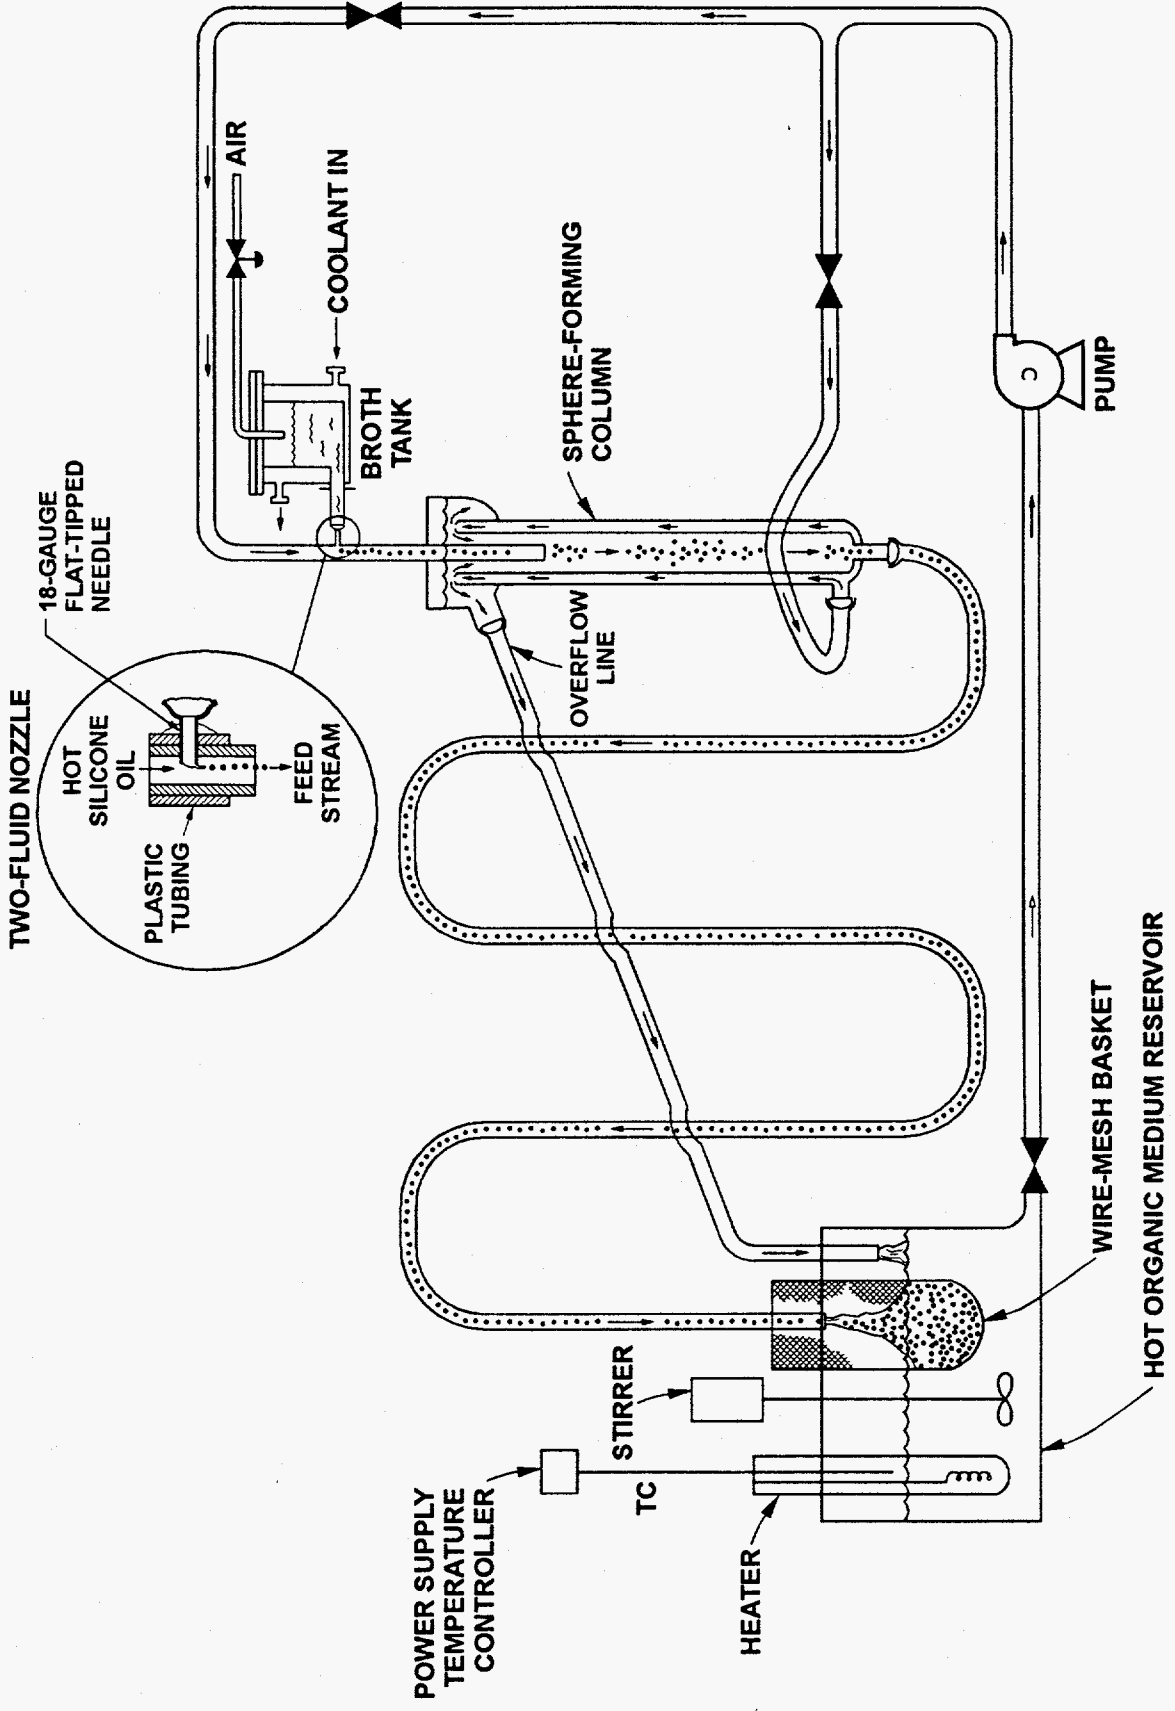 TWO-FLUID NOZZLE
18-GAUGE
FLAT-TIPPED
NEEDLE
HOT
SILICONE
OIL
PLASTIC
TUBING
FEED
STREAM
AIR
COOLANT IN
BROTH
TANK
SPHERE-FORMING
COLUMN
OVERFLOW
LINE
POWER SUPPLY
TEMPERATURE
CONTROLLER
STIRRER
TC
HEATER
C
PUMP
WIRE-MESH BASKET
HOT ORGANIC MEDIUM RESERVOIR